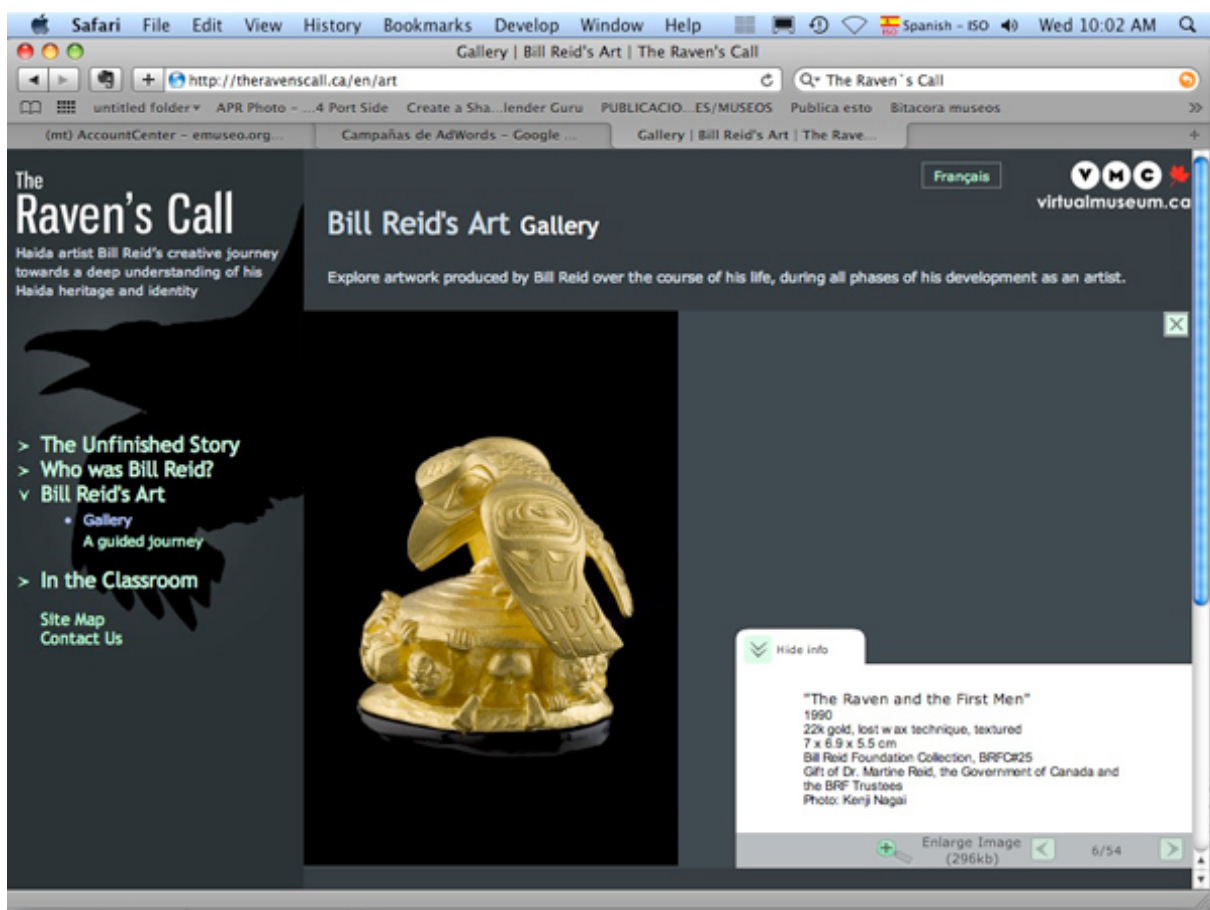 Safari File Edit View History Bookmarks Develop Window Help Spanish - ISO Wed 10:02 AM
Gallery | Bill Reid's Art | The Raven's Call
http://theravenscall.ca/en/art
The Raven`s Call
untitled folder APR Photo - ...4 Port Side Create a Sha...lender Guru PUBLICACIO...ES/MUSEOS Publica esto Bitacora museos
(mt) AccountCenter - emuseo.org... Campañas de AdWords - Google ... Gallery | Bill Reid's Art | The Rave...
The
Raven's Call
Haida artist Bill Reid's creative journey
towards a deep understanding of his
Haida heritage and identity
> The Unfinished Story
> Who was Bill Reid?
v Bill Reid's Art
• Gallery
A guided journey
> In the Classroom
Site Map
Contact Us
Français
VMC
virtualmuseum.ca
Bill Reid's Art Gallery
Explore artwork produced by Bill Reid over the course of his life, during all phases of his development as an artist.
Hide info
"The Raven and the First Men"
1990
22k gold, lost wax technique, textured
7 x 6.9 x 5.5 cm
Bill Reid Foundation Collection, BRFC#25
Gift of Dr. Martine Reid, the Government of Canada and
the BRF Trustees
Photo: Kenji Nagai
Enlarge Image
(296kb)
6/54